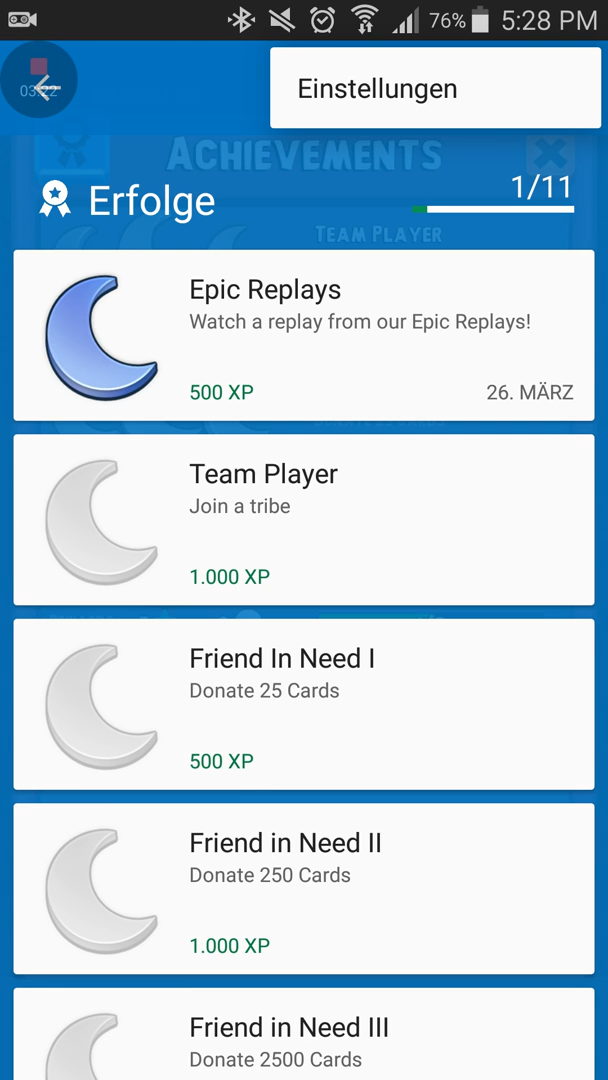 76% 5:28 PM
03:22
Einstellungen
ACHIEVEMENTS
Erfolge
1/11
TEAM PLAYER
Epic Replays
Watch a replay from our Epic Replays!
500 XP
26. MÄRZ
Team Player
Join a tribe
1.000 XP
Friend In Need I
Donate 25 Cards
500 XP
Friend in Need II
Donate 250 Cards
1.000 XP
Friend in Need III
Donate 2500 Cards